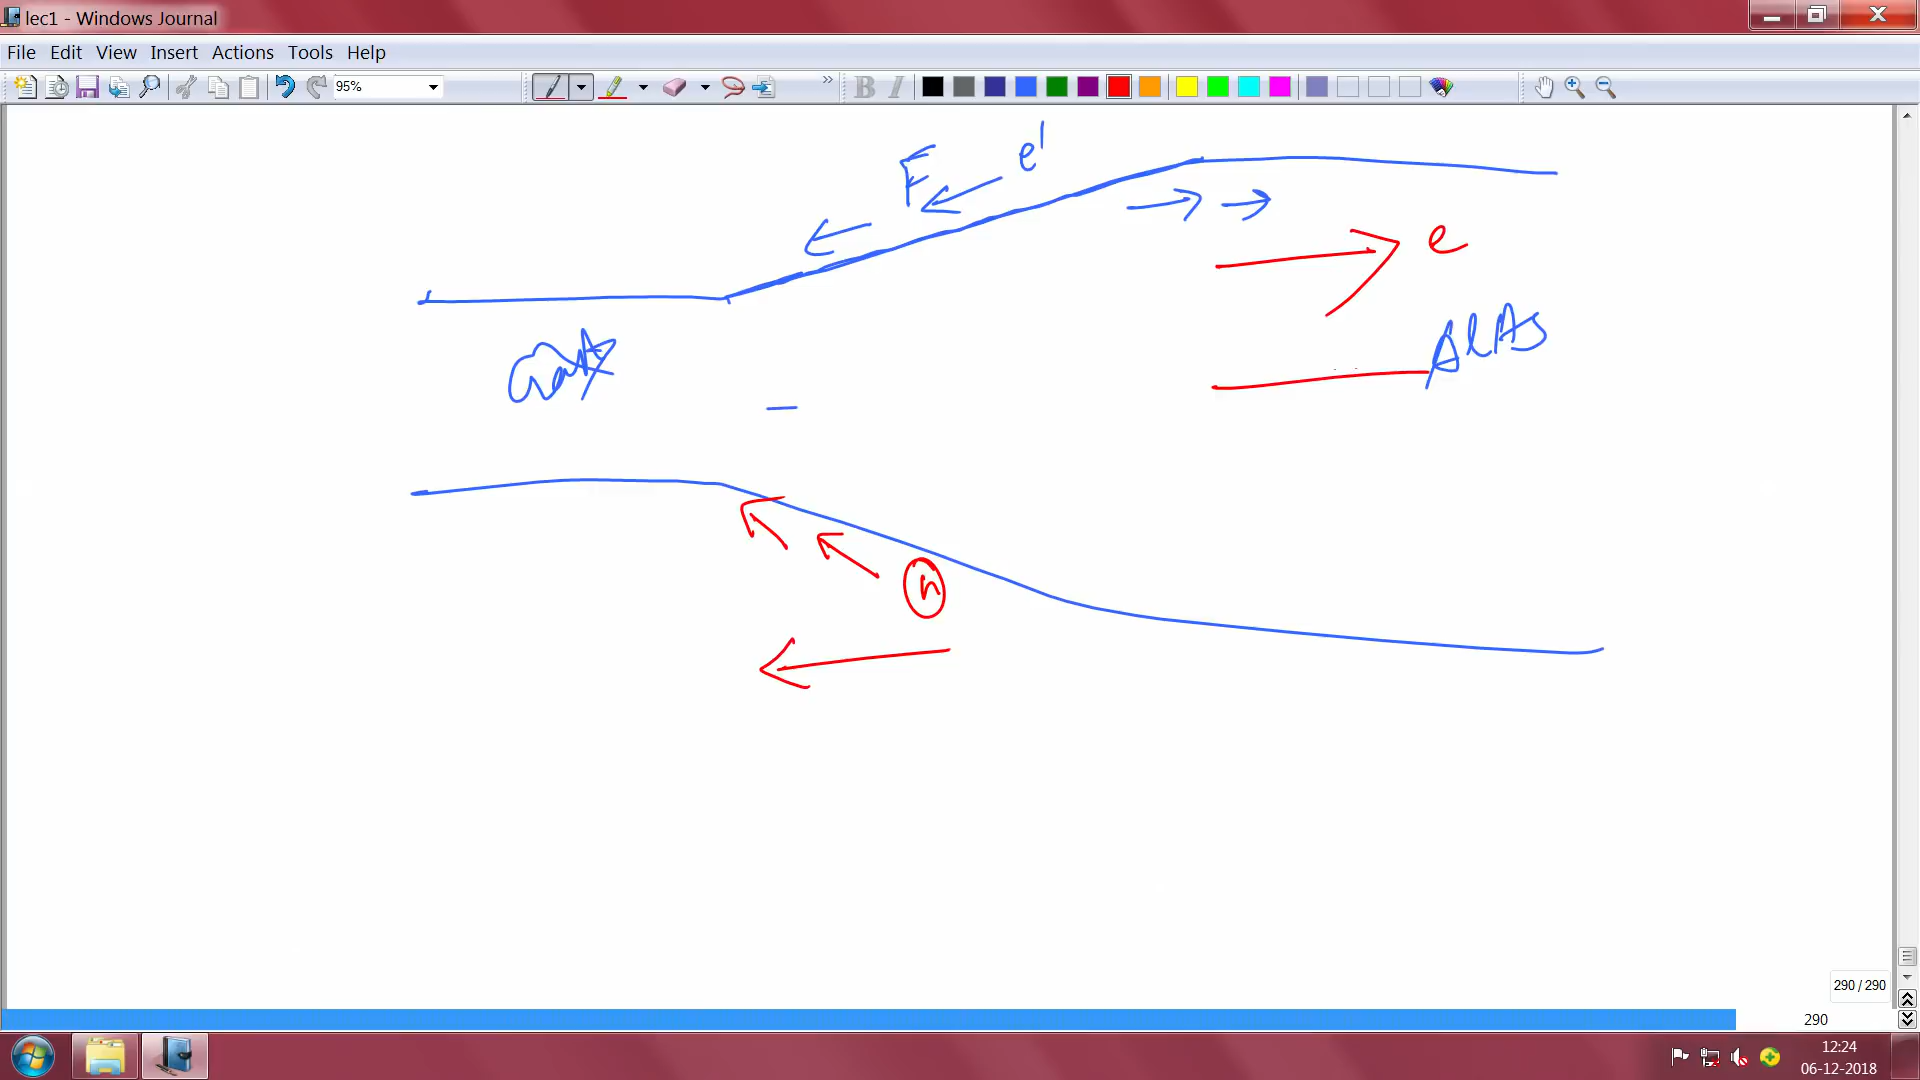 lec1 - Windows Journal
File Edit View Insert Actions Tools Help
95%
B I
F e'
e
GaAs AlAs
h
290 / 290
290
12:24
06-12-2018